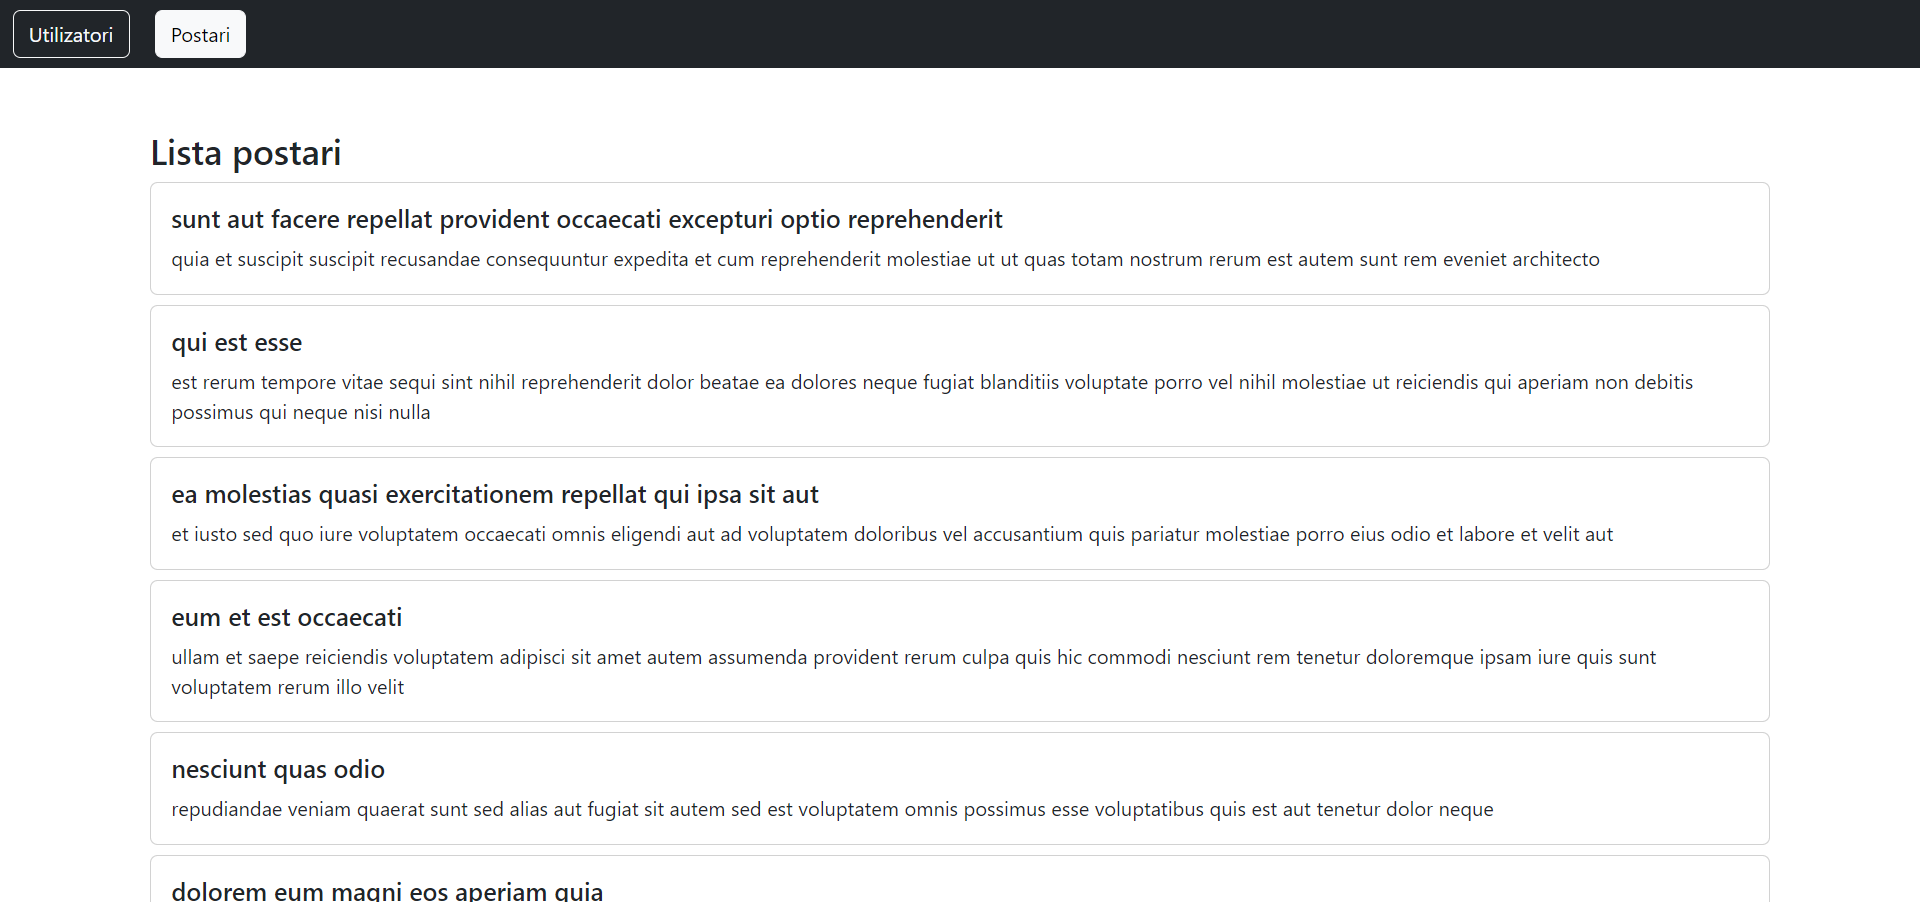 Utilizatori
Postari
Lista postari
sunt aut facere repellat provident occaecati excepturi optio reprehenderit
quia et suscipit suscipit recusandae consequuntur expedita et cum reprehenderit molestiae ut ut quas totam nostrum rerum est autem sunt rem eveniet architecto
qui est esse
est rerum tempore vitae sequi sint nihil reprehenderit dolor beatae ea dolores neque fugiat blanditiis voluptate porro vel nihil molestiae ut reiciendis qui aperiam non debitis
possimus qui neque nisi nulla
ea molestias quasi exercitationem repellat qui ipsa sit aut
et iusto sed quo iure voluptatem occaecati omnis eligendi aut ad voluptatem doloribus vel accusantium quis pariatur molestiae porro eius odio et labore et velit aut
eum et est occaecati
ullam et saepe reiciendis voluptatem adipisci sit amet autem assumenda provident rerum culpa quis hic commodi nesciunt rem tenetur doloremque ipsam iure quis sunt
voluptatem rerum illo velit
nesciunt quas odio
repudiandae veniam quaerat sunt sed alias aut fugiat sit autem sed est voluptatem omnis possimus esse voluptatibus quis est aut tenetur dolor neque
dolorem eum magni eos aperiam quia